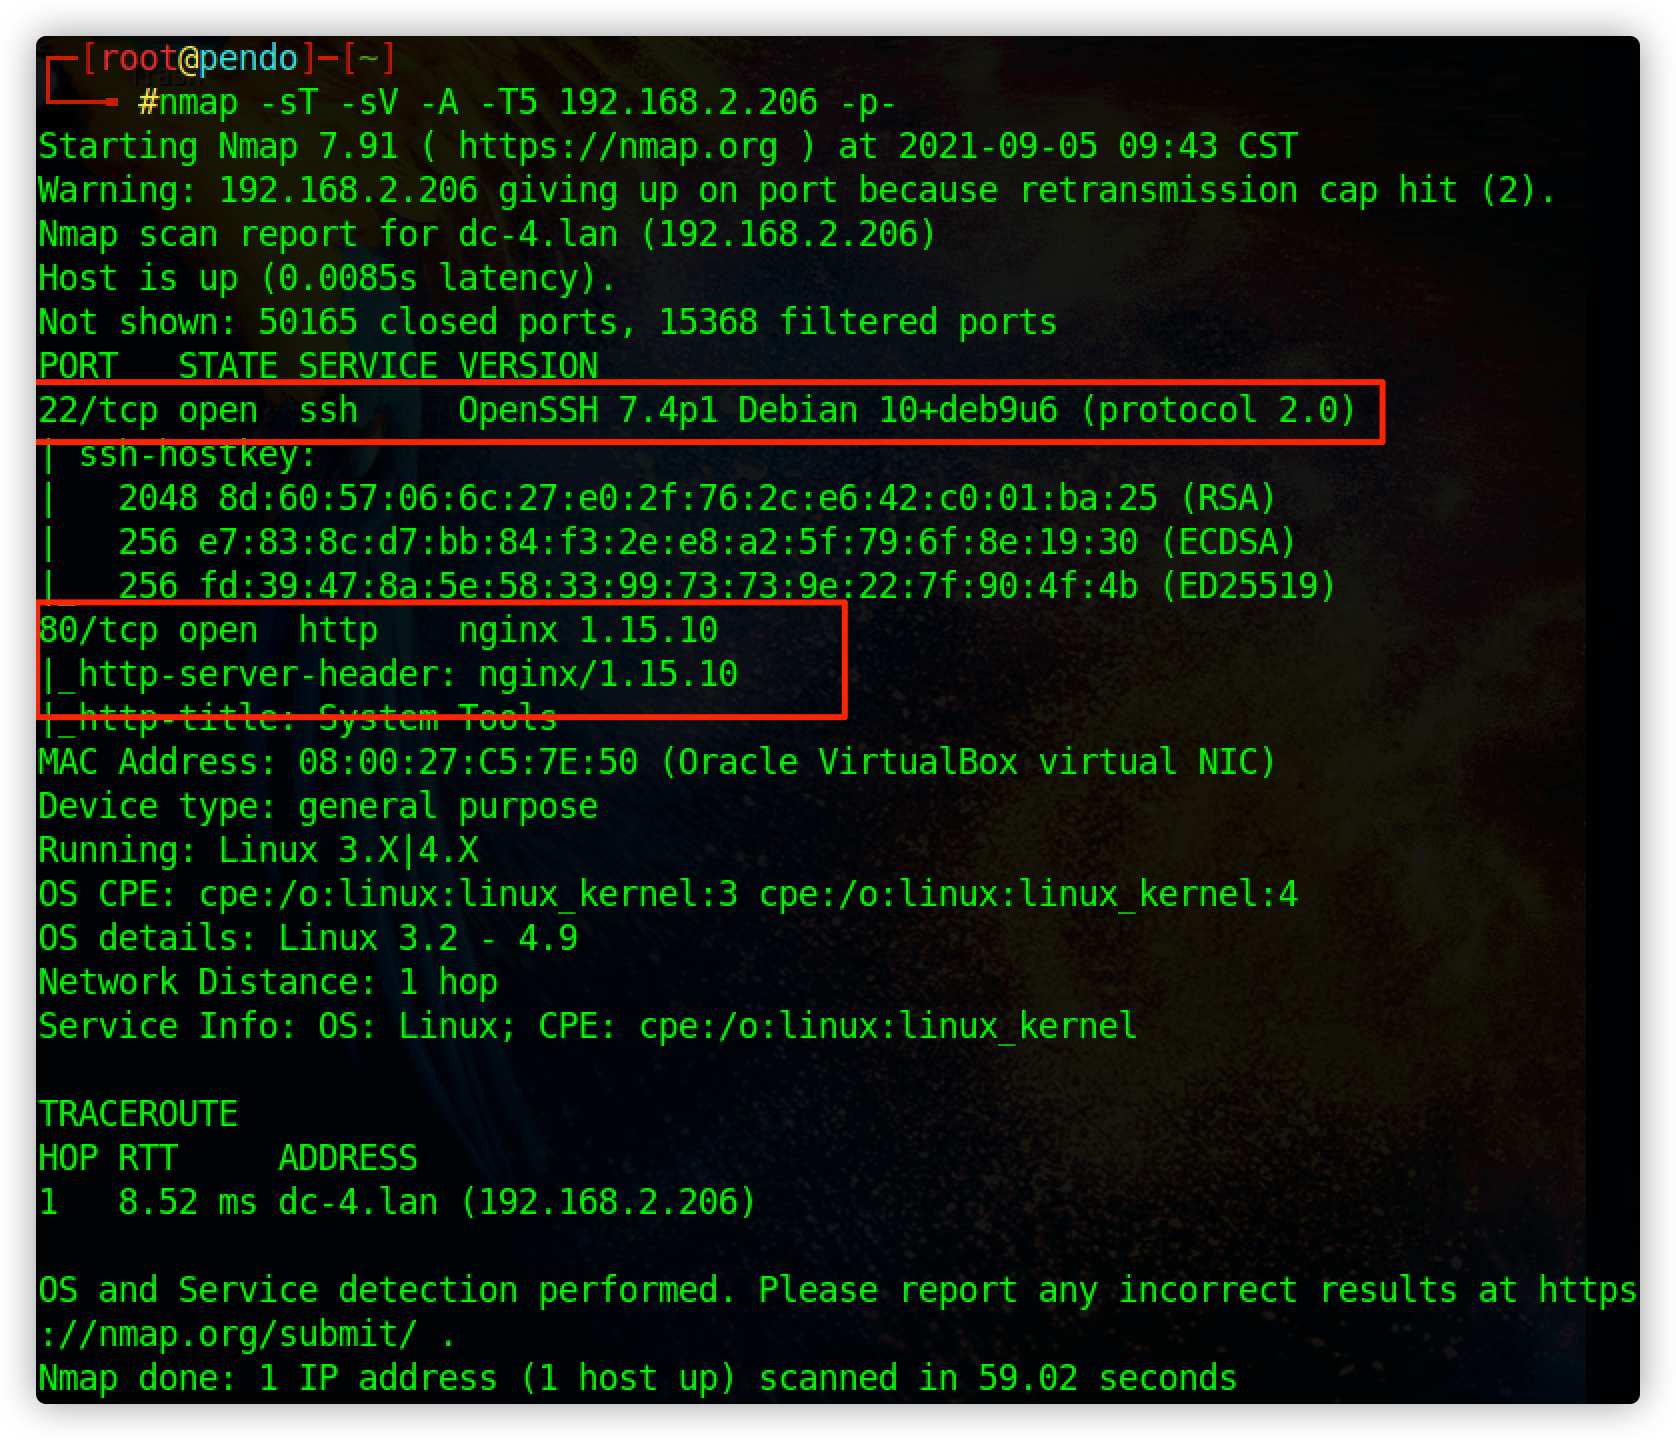 [root@pendo]─[~]
#nmap -sT -sV -A -T5 192.168.2.206 -p-
Starting Nmap 7.91 ( https://nmap.org ) at 2021-09-05 09:43 CST
Warning: 192.168.2.206 giving up on port because retransmission cap hit (2).
Nmap scan report for dc-4.lan (192.168.2.206)
Host is up (0.0085s latency).
Not shown: 50165 closed ports, 15368 filtered ports
PORT   STATE SERVICE VERSION
22/tcp open  ssh     OpenSSH 7.4p1 Debian 10+deb9u6 (protocol 2.0)
| ssh-hostkey:
|   2048 8d:60:57:06:6c:27:e0:2f:76:2c:e6:42:c0:01:ba:25 (RSA)
|   256 e7:83:8c:d7:bb:84:f3:2e:e8:a2:5f:79:6f:8e:19:30 (ECDSA)
|_  256 fd:39:47:8a:5e:58:33:99:73:73:9e:22:7f:90:4f:4b (ED25519)
80/tcp open  http    nginx 1.15.10
|_http-server-header: nginx/1.15.10
|_http-title: System Tools
MAC Address: 08:00:27:C5:7E:50 (Oracle VirtualBox virtual NIC)
Device type: general purpose
Running: Linux 3.X|4.X
OS CPE: cpe:/o:linux:linux_kernel:3 cpe:/o:linux:linux_kernel:4
OS details: Linux 3.2 - 4.9
Network Distance: 1 hop
Service Info: OS: Linux; CPE: cpe:/o:linux:linux_kernel
TRACEROUTE
HOP RTT     ADDRESS
1   8.52 ms dc-4.lan (192.168.2.206)
OS and Service detection performed. Please report any incorrect results at https
://nmap.org/submit/ .
Nmap done: 1 IP address (1 host up) scanned in 59.02 seconds